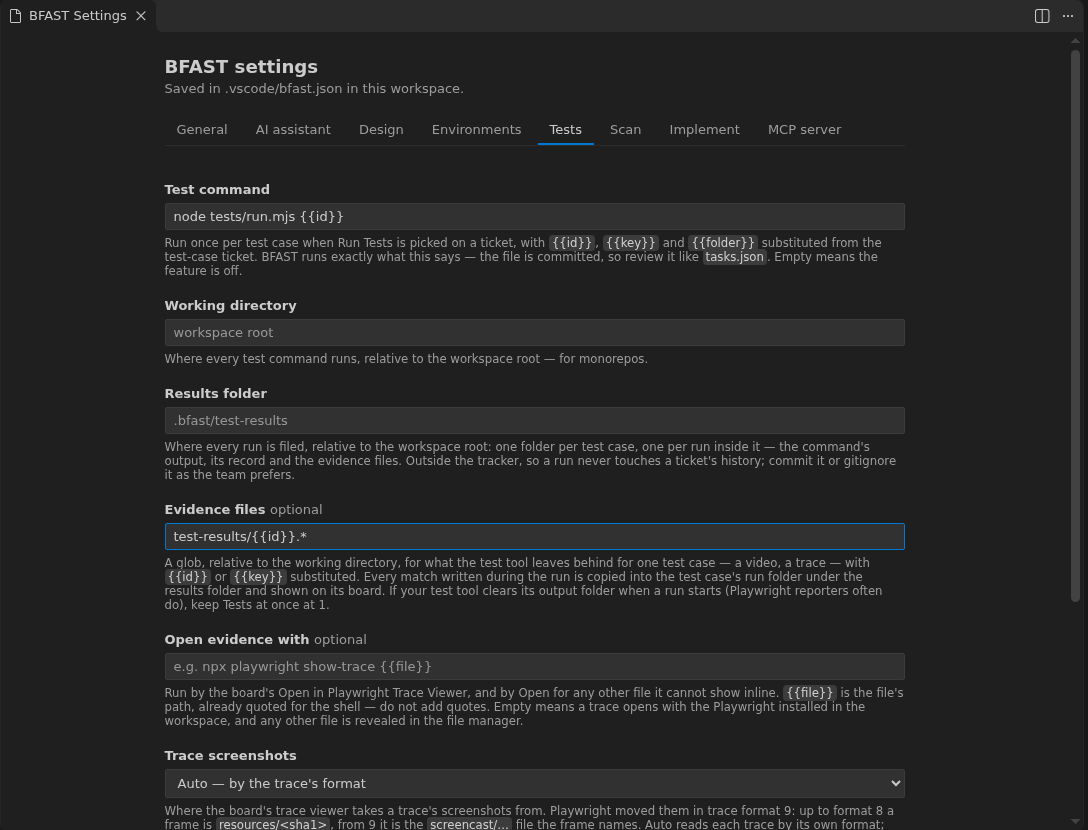 BFAST Settings
BFAST settings
Saved in .vscode/bfast.json in this workspace.
General AI assistant Design Environments Tests Scan Implement MCP server
Test command
node tests/run.mjs {{id}}
Run once per test case when Run Tests is picked on a ticket, with {{id}}, {{key}} and {{folder}} substituted from the
test-case ticket. BFAST runs exactly what this says — the file is committed, so review it like tasks.json. Empty means the
feature is off.
Working directory
workspace root
Where every test command runs, relative to the workspace root — for monorepos.
Results folder
.bfast/test-results
Where every run is filed, relative to the workspace root: one folder per test case, one per run inside it — the command's
output, its record and the evidence files. Outside the tracker, so a run never touches a ticket's history; commit it or gitignore
it as the team prefers.
Evidence files optional
test-results/{{id}}.*
A glob, relative to the working directory, for what the test tool leaves behind for one test case — a video, a trace — with
{{id}} or {{key}} substituted. Every match written during the run is copied into the test case's run folder under the
results folder and shown on its board. If your test tool clears its output folder when a run starts (Playwright reporters often
do), keep Tests at once at 1.
Open evidence with optional
e.g. npx playwright show-trace {{file}}
Run by the board's Open in Playwright Trace Viewer, and by Open for any other file it cannot show inline. {{file}} is the file's
path, already quoted for the shell — do not add quotes. Empty means a trace opens with the Playwright installed in the
workspace, and any other file is revealed in the file manager.
Trace screenshots
Auto — by the trace's format
Where the board's trace viewer takes a trace's screenshots from. Playwright moved them in trace format 9: up to format 8 a
frame is resources/<sha1>, from 9 it is the screencast/… file the frame names. Auto reads each trace by its own format;